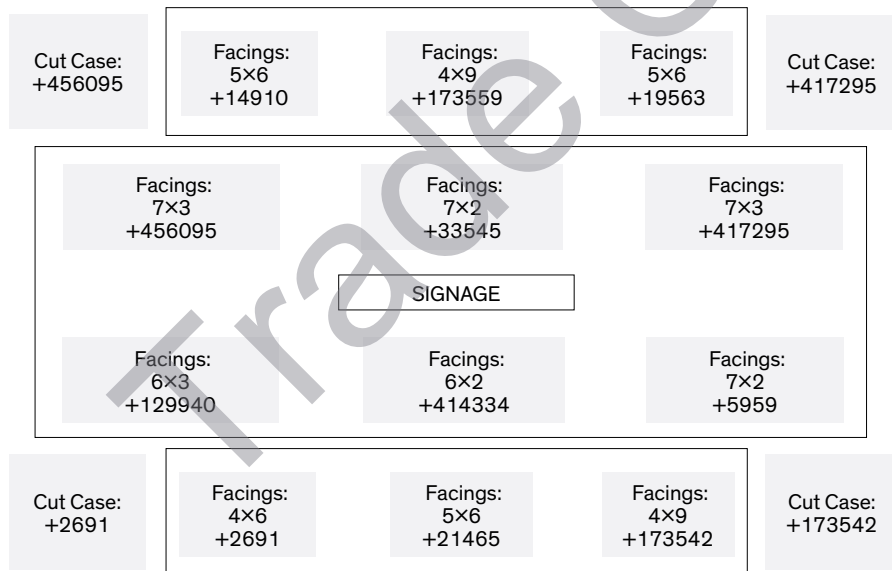 Cut Case:
+456095
Facings:
5×6
+14910
Facings:
4×9
+173559
Facings:
5×6
+19563
Cut Case:
+417295
Facings:
7×3
+456095
Facings:
7×2
+33545
Facings:
7×3
+417295
SIGNAGE
Facings:
6×3
+129940
Facings:
6×2
+414334
Facings:
7×2
+5959
Cut Case:
+2691
Facings:
4×6
+2691
Facings:
5×6
+21465
Facings:
4×9
+173542
Cut Case:
+173542
Trade